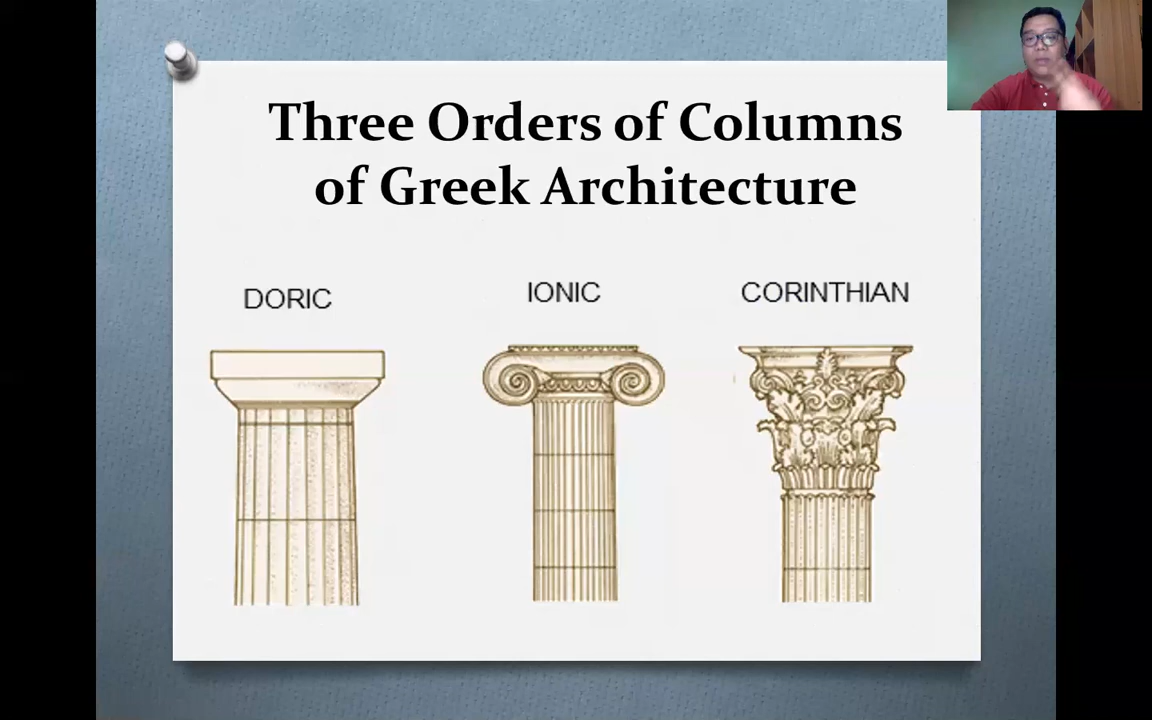 Three Orders of Columns
of Greek Architecture
DORIC
IONIC
CORINTHIAN